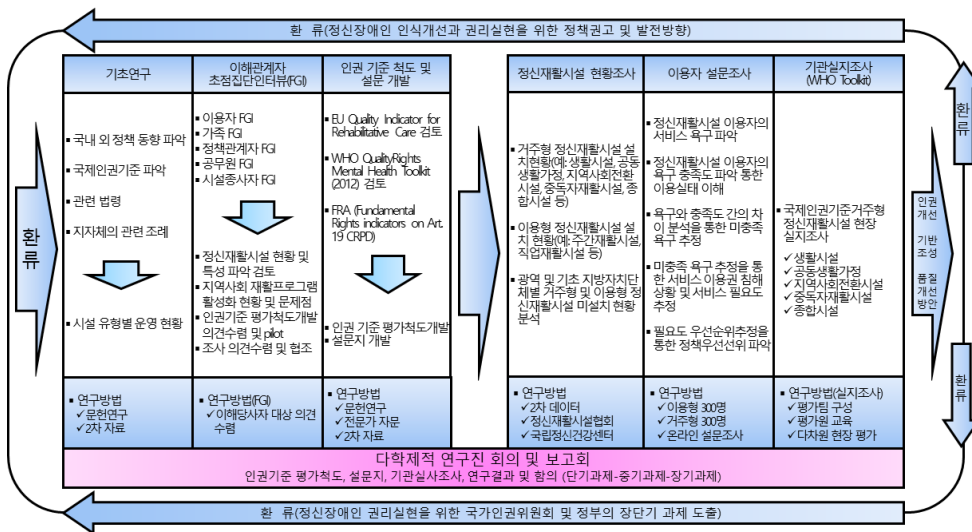 환 류(정신장애인 인식개선과 권리실현을 위한 정책권고 및 발전방향)
기초연구
▪ 국내 외 정책 동향 파악
▪ 국제인권기준 파악
▪ 관련 법령
▪ 지자체의 관련 조례
▪ 시설 유형별 운영 현황
▪ 연구방법
✓문헌연구
✓2차 자료
이해관계자
초점집단인터뷰(FGI)
▪ 이용자 FGI
▪ 가족 FGI
▪ 정책관계자 FGI
▪ 공무원 FGI
▪ 시설종사자 FGI
▪ 정신재활시설 현황 및
특성 파악 검토
▪ 지역사회 재활프로그램
활성화 현황 및 문제점
▪ 인권기준 평가척도개발
의견수렴 및 pilot
▪ 조사 의견수렴 및 협조
▪ 연구방법(FGI)
✓이해당사자 대상 의견
수렴
인권 기준 척도 및
설문 개발
▪ EU Quality Indicator for
Rehabilitative Care 검토
▪ WHO QualityRights
Mental Health Toolkit
(2012) 검토
▪ FRA (Fundamental
Rights indicators on Art.
19 CRPD)
▪ 인권 기준 평가척도개발
▪ 설문지 개발
▪ 연구방법
✓문헌연구
✓전문가 자문
✓2차 자료
정신재활시설 현황조사
▪ 거주형 정신재활시설 설
치현황(예: 생활시설, 공동
생활가정, 지역사회전환
시설, 중독자재활시설, 종
합시설 등)
▪ 이용형 정신재활시설 설
치 현황(예: 주간재활시설,
직업재활시설 등)
▪ 광역 및 기초 지방자치단
체별 거주형 및 이용형 정
신재활시설 미설치 현황
분석
▪ 연구방법
✓2차 데이터
✓정신재활시설협회
✓국립정신건강센터
이용자 설문조사
▪ 정신재활시설 이용자의
서비스 욕구 파악
▪ 정신재활시설 이용자의
욕구 충족도 파악 통한
이용실태 이해
▪ 욕구와 충족도 간의 차
이 분석을 통한 미충족
욕구 추정
▪ 미충족 욕구 추정을 통
한 서비스 이용권 침해
상황 및 서비스 필요도
추정
▪ 필요도 우선순위추정을
통한 정책우선선위 파악
▪ 연구방법
✓이용형 300명
✓거주형 300명
✓온라인 설문조사
기관실지조사
(WHO Toolkit)
▪ 국제인권기준거주형
정신재활시설 현장
실지조사
✓생활시설
✓공동생활가정
✓지역사회전환시설
✓중독자재활시설
✓종합시설
▪ 연구방법(실지조사)
✓평가팀 구성
✓평가원 교육
✓다차원 현장 평가
환류
인권
개선
기반
조성
품질
개선
방안
환류
환류
다학제적 연구진 회의 및 보고회
인권기준 평가척도, 설문지, 기관실사조사, 연구결과 및 함의 (단기과제-중기과제-장기과제)
환 류(정신장애인 권리실현을 위한 국가인권위원회 및 정부의 장단기 과제 도출)